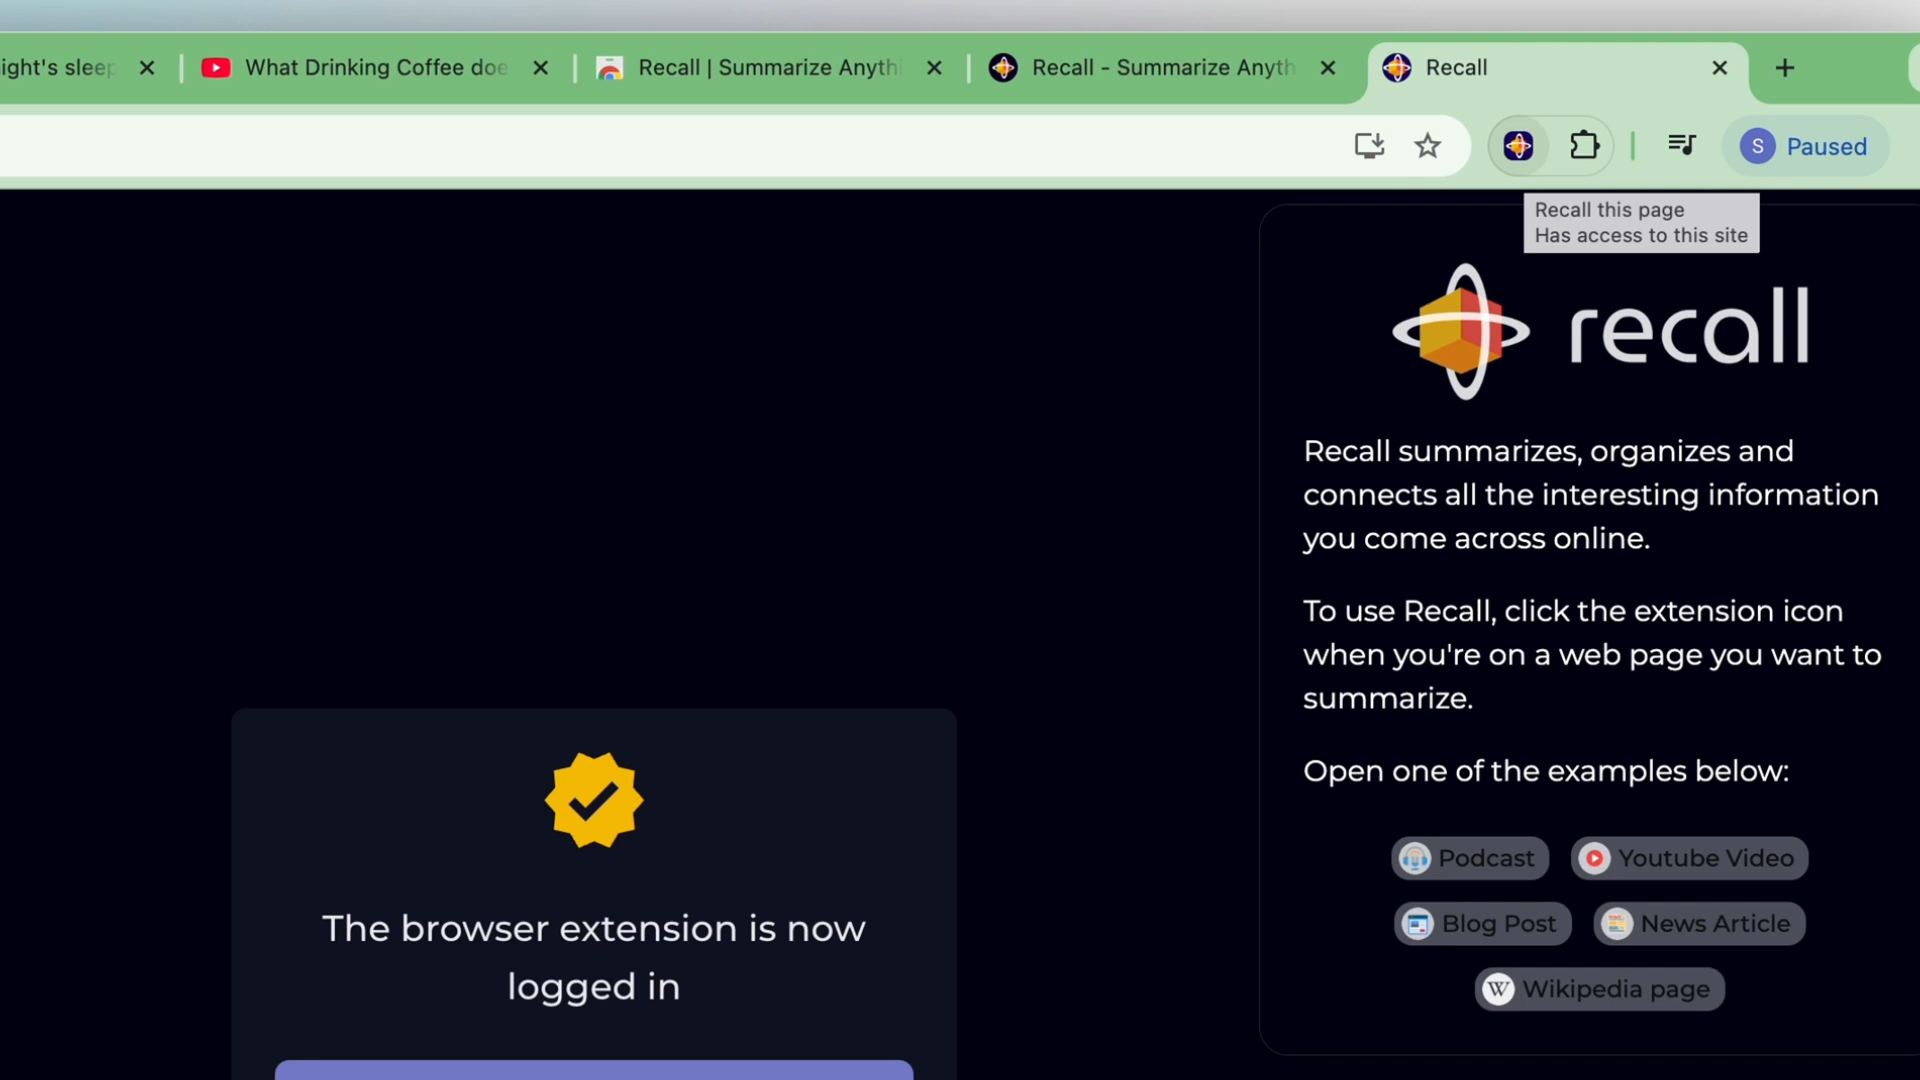 ight's sleep
What Drinking Coffee doe
Recall | Summarize Anythi
Recall - Summarize Anyth
Recall
S Paused
Recall this page
Has access to this site
recall
Recall summarizes, organizes and
connects all the interesting information
you come across online.
To use Recall, click the extension icon
when you're on a web page you want to
summarize.
Open one of the examples below:
Podcast
Youtube Video
Blog Post
News Article
W Wikipedia page
The browser extension is now
logged in